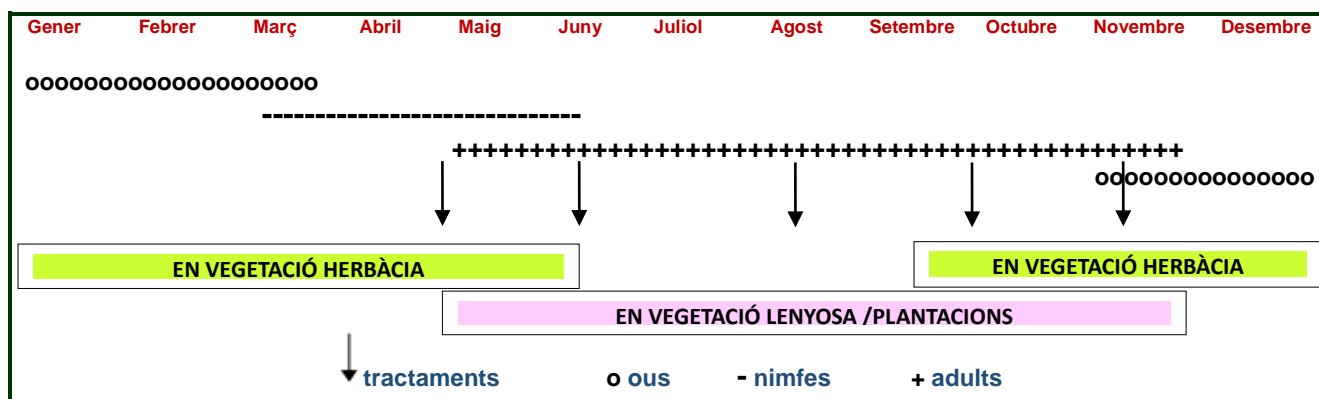 Gener Febrer Març Abril Maig Juny Juliol Agost Setembre Octubre Novembre Desembre
oooooooooooooooooooo
------------------------------
+++++++++++++++++++++++++++++++++++++++++++++++
ooooooooooooooo
EN VEGETACIÓ HERBÀCIA EN VEGETACIÓ HERBÀCIA
EN VEGETACIÓ LENYOSA /PLANTACIONS
tractaments o ous - nimfes + adults